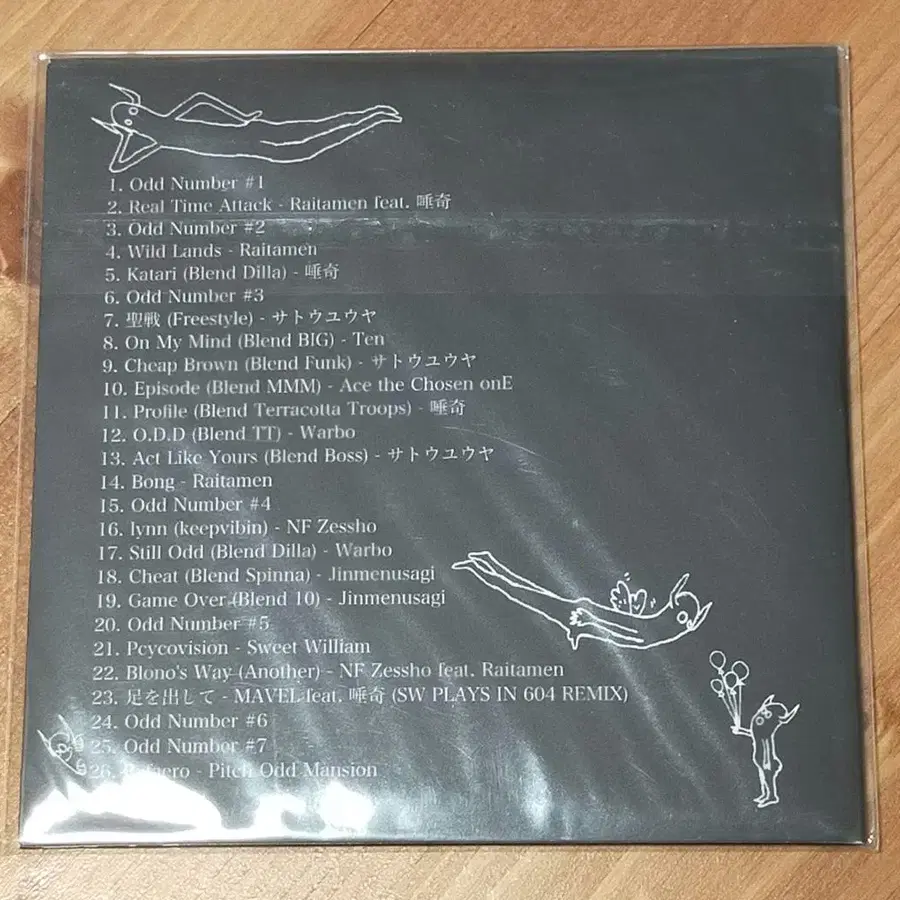 1. Odd Number #1
2. Real Time Attack - Raitamen feat. 唾奇
3. Odd Number #2
4. Wild Lands - Raitamen
5. Katari (Blend Dilla) - 唾奇
6. Odd Number #3
7. 聖戦 (Freestyle) - サトウユウヤ
8. On My Mind (Blend BIG) - Ten
9. Cheap Brown (Blend Funk) - サトウユウヤ
10. Episode (Blend MMM) - Ace the Chosen onE
11. Profile (Blend Terracotta Troops) - 唾奇
12. O.D.D (Blend TT) - Warbo
13. Act Like Yours (Blend Boss) - サトウユウヤ
14. Bong - Raitamen
15. Odd Number #4
16. lynn (keepvibin) - NF Zessho
17. Still Odd (Blend Dilla) - Warbo
18. Cheat (Blend Spinna) - Jinmenusagi
19. Game Over (Blend 10) - Jinmenusagi
20. Odd Number #5
21. Pcycovision - Sweet William
22. Blono's Way (Another) - NF Zessho feat. Raitamen
23. 足を出して - MAVEL feat. 唾奇 (SW PLAYS IN 604 REMIX)
24. Odd Number #6
25. Odd Number #7
26. - Pitch Odd Mansion